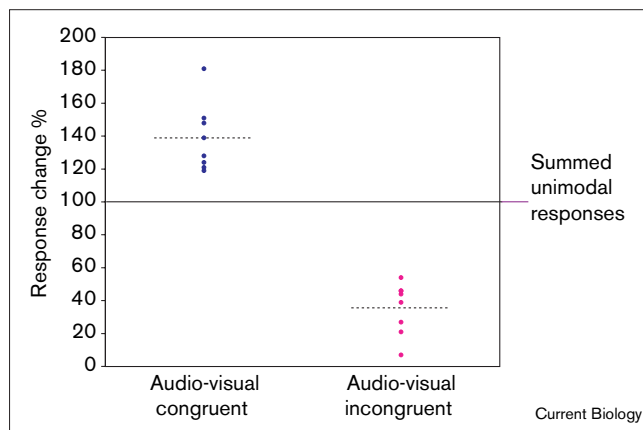 200
180
160
140
120
100
80
60
40
20
0
Response change %
Summed
unimodal
responses
Audio-visual
congruent
Audio-visual
incongruent
Current Biology